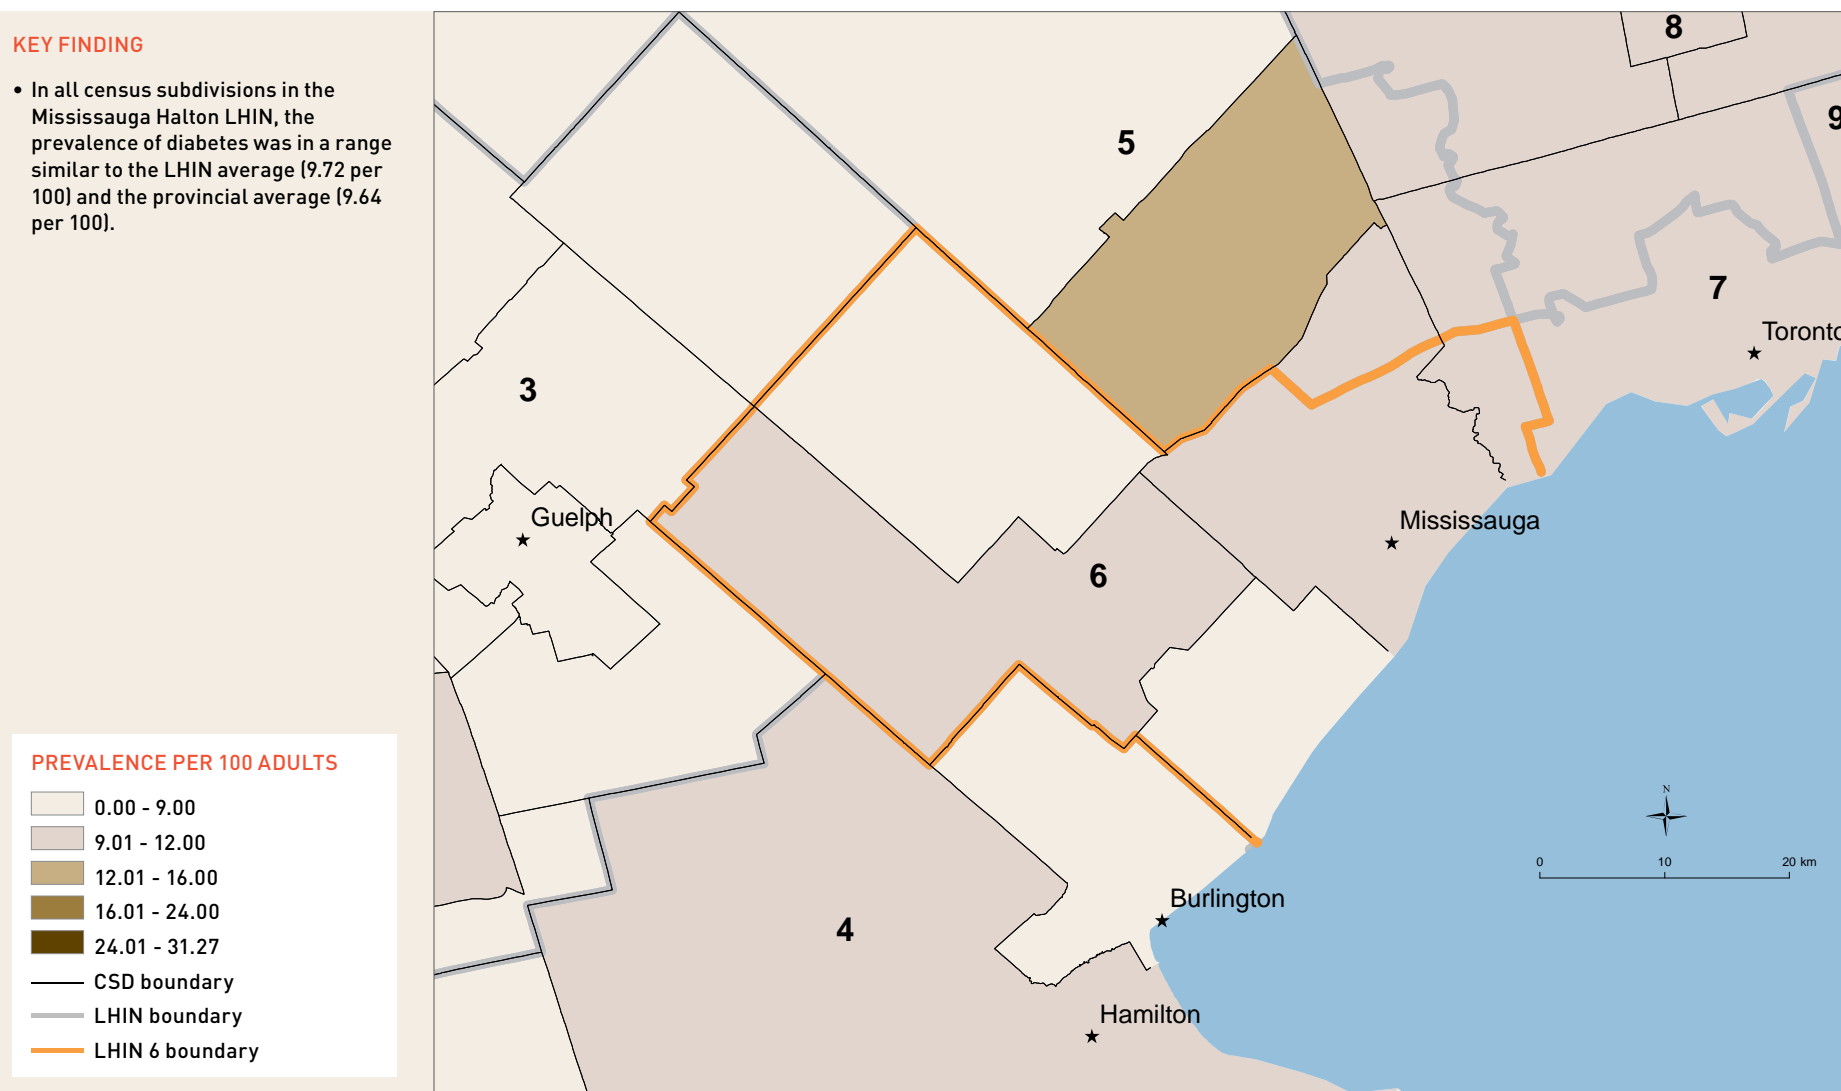 KEY FINDING
• In all census subdivisions in the
Mississauga Halton LHIN, the
prevalence of diabetes was in a range
similar to the LHIN average (9.72 per
100) and the provincial average (9.64
per 100).
8
5
9
7
Toronto
3
Guelph
Mississauga
6
PREVALENCE PER 100 ADULTS
0.00 - 9.00
9.01 - 12.00
12.01 - 16.00
16.01 - 24.00
24.01 - 31.27
CSD boundary
LHIN boundary
LHIN 6 boundary
N
0 10 20 km
Burlington
4
Hamilton